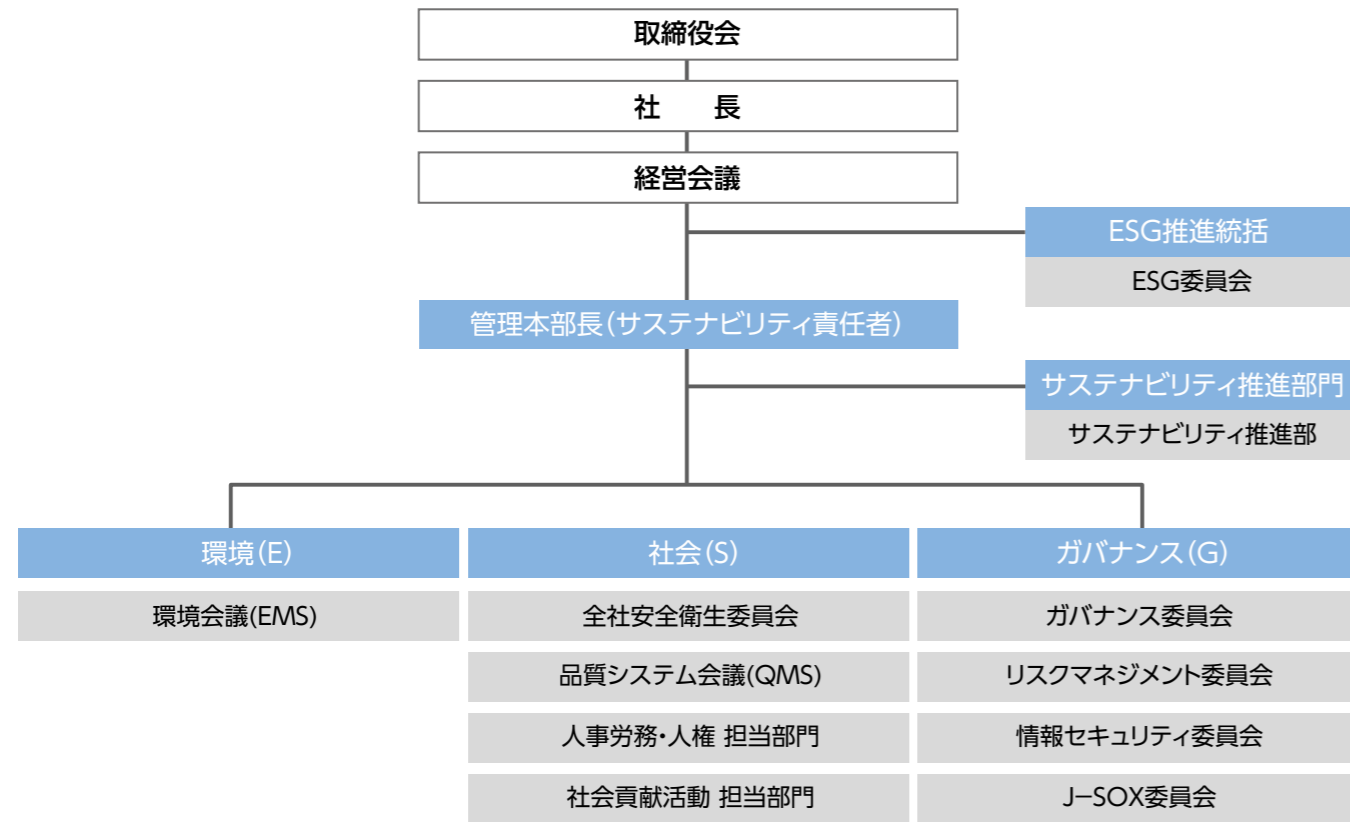 取締役会
社　　長
経営会議
ESG推進統括
ESG委員会
管理本部長(サステナビリティ責任者)
サステナビリティ推進部門
サステナビリティ推進部
環境(E)
社会(S)
ガバナンス(G)
環境会議(EMS)
全社安全衛生委員会
ガバナンス委員会
品質システム会議(QMS)
リスクマネジメント委員会
人事労務・人権 担当部門
情報セキュリティ委員会
社会貢献活動 担当部門
J−SOX委員会